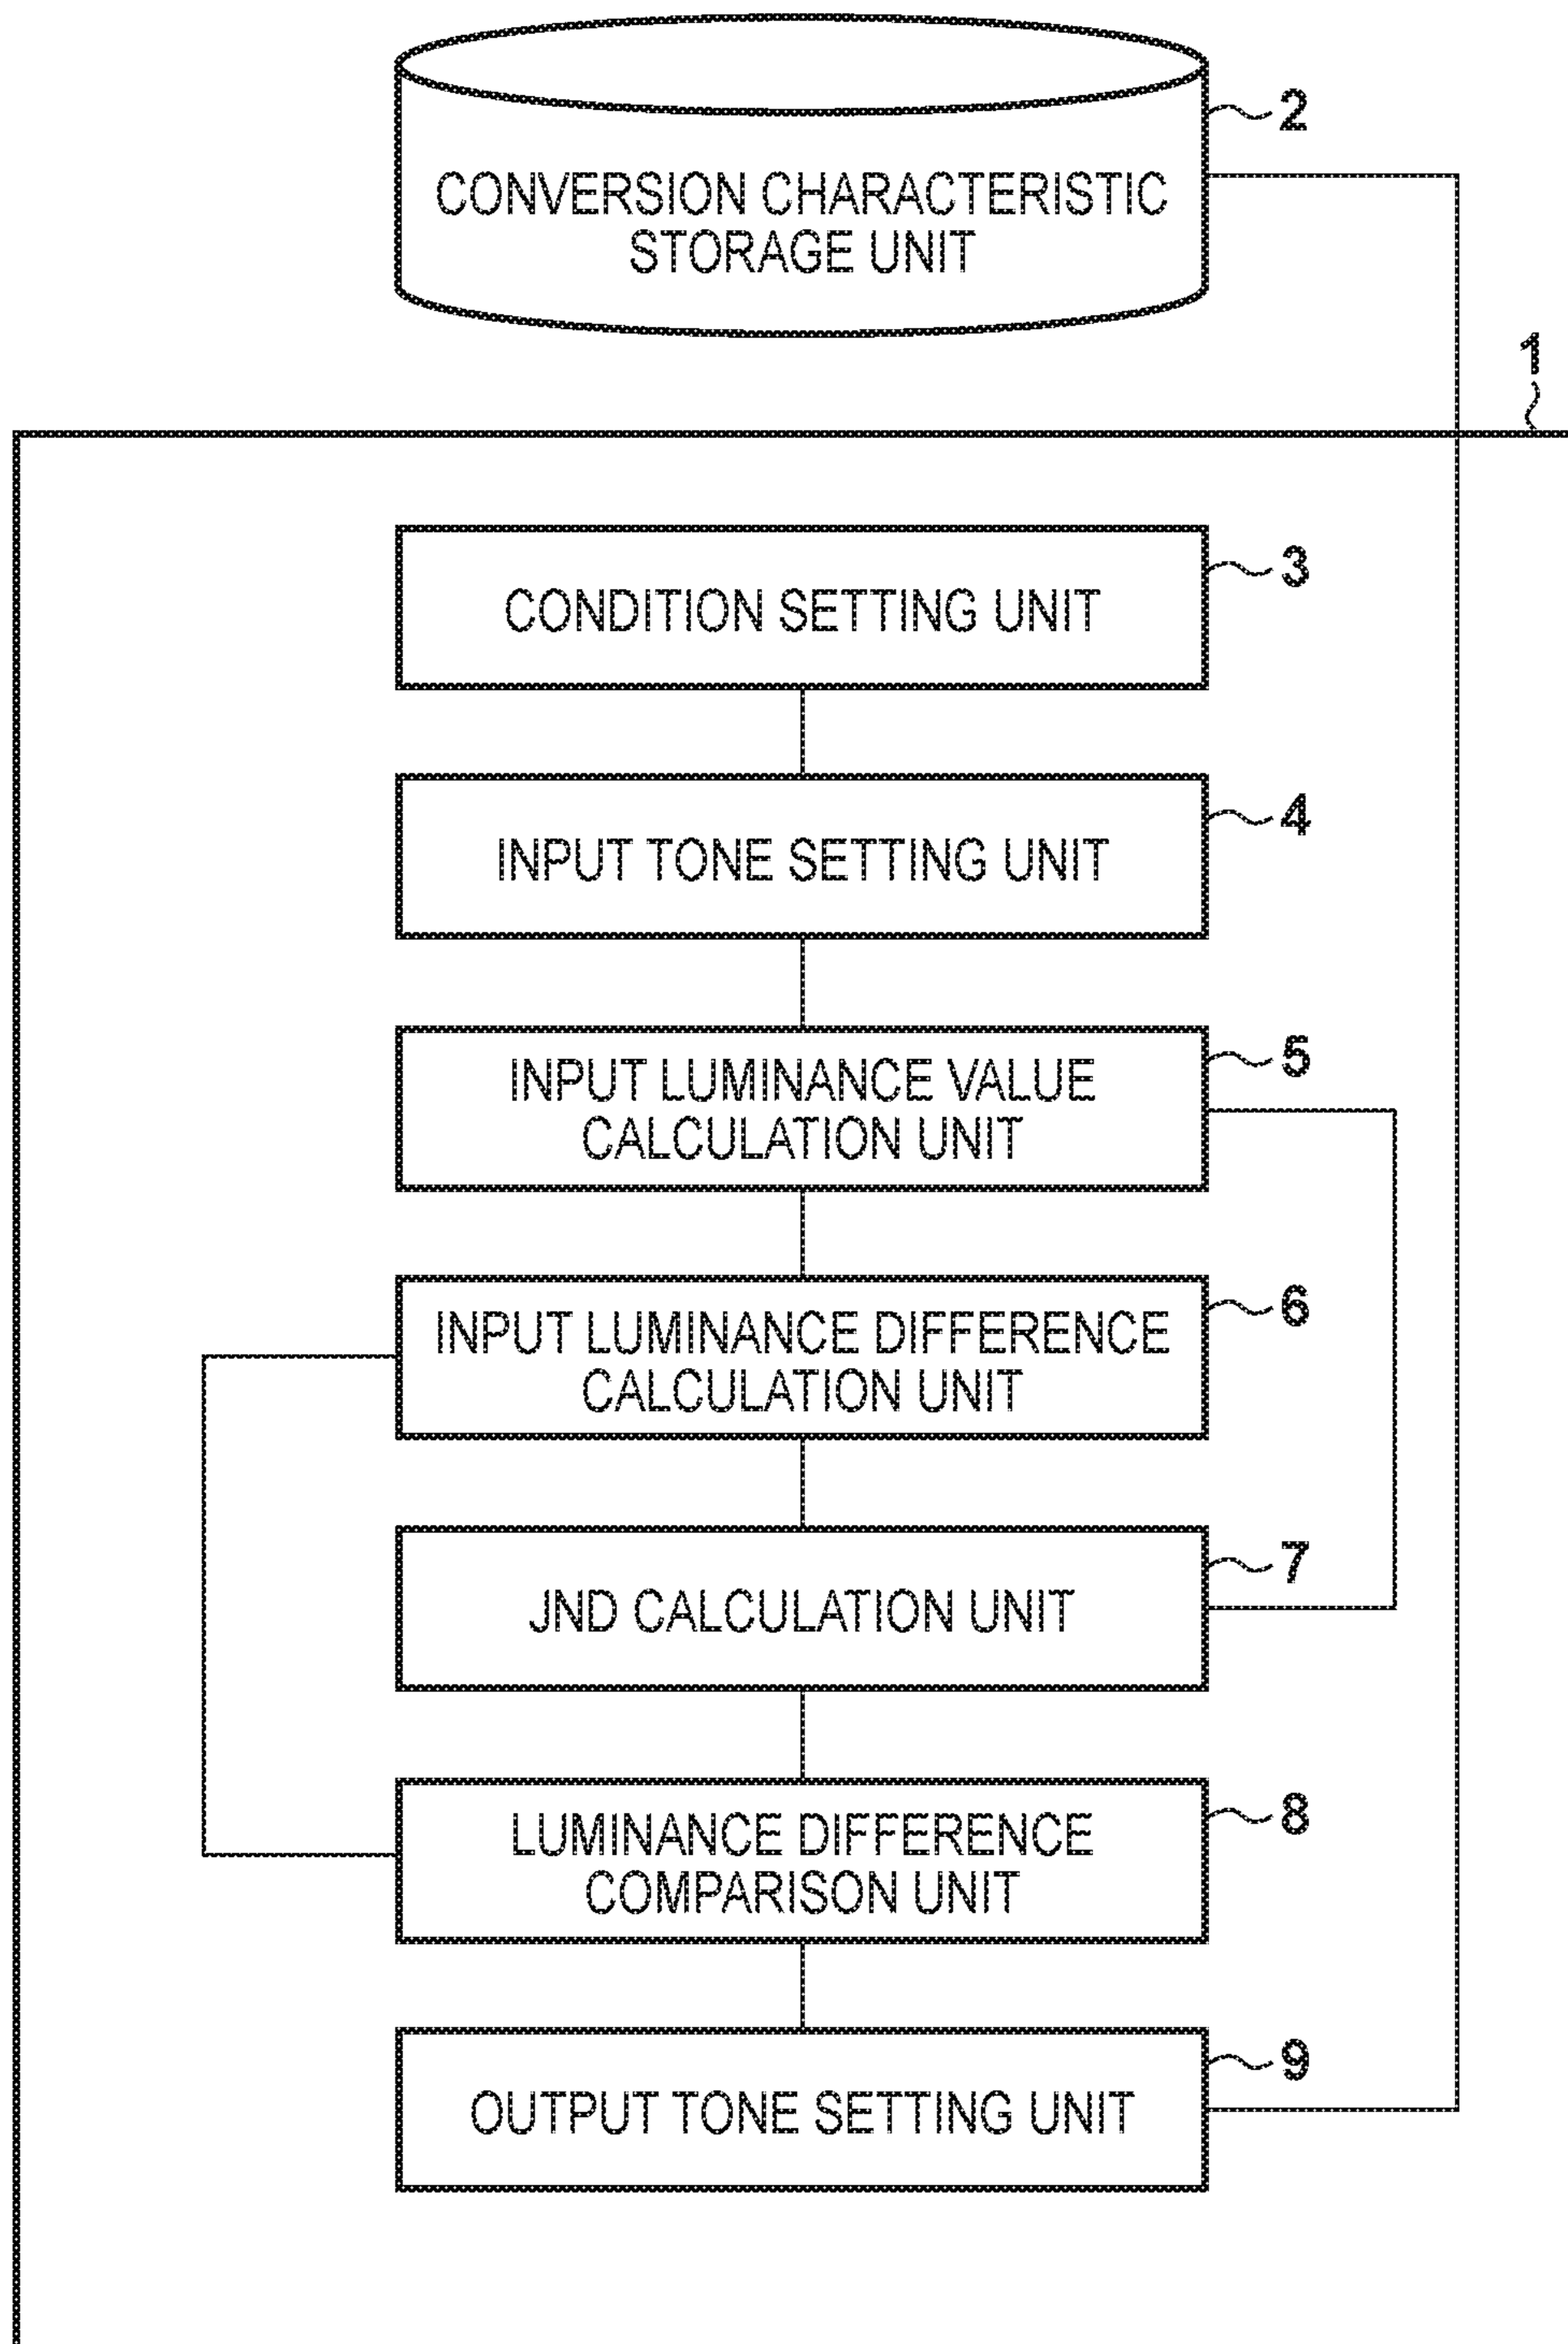 2
CONVERSION CHARACTERISTIC
STORAGE UNIT
1
3
CONDITION SETTING UNIT
4
INPUT TONE SETTING UNIT
5
INPUT LUMINANCE VALUE
CALCULATION UNIT
6
INPUT LUMINANCE DIFFERENCE
CALCULATION UNIT
7
JND CALCULATION UNIT
8
LUMINANCE DIFFERENCE
COMPARISON UNIT
9
OUTPUT TONE SETTING UNIT